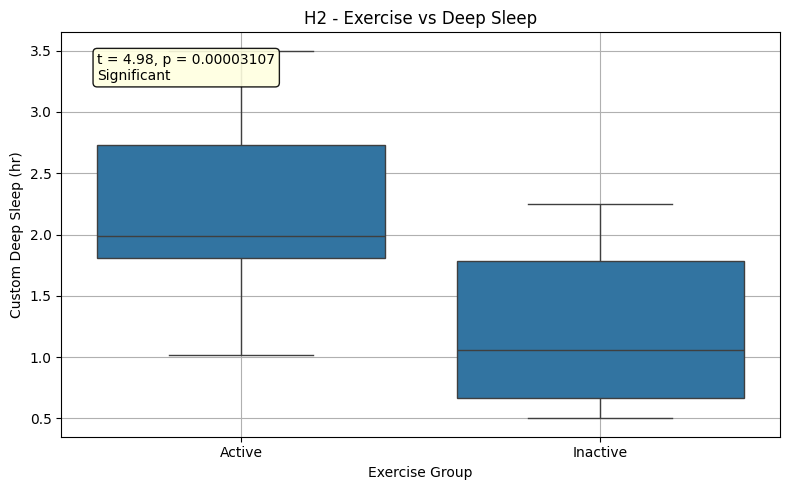 H2 - Exercise vs Deep Sleep
t = 4.98, p = 0.00003107
Significant
3.5
3.0
2.5
2.0
1.5
1.0
0.5
Custom Deep Sleep (hr)
Active
Inactive
Exercise Group